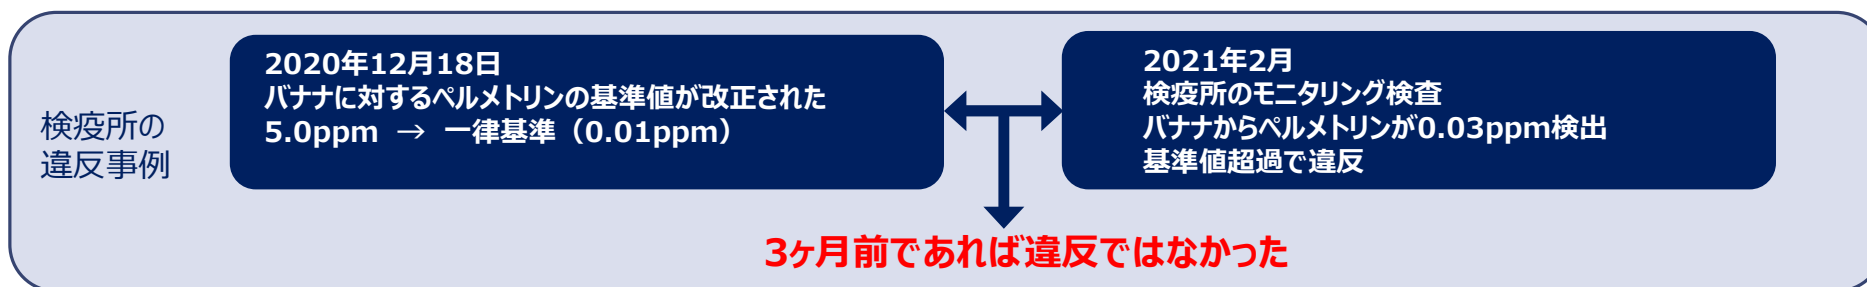 検疫所の
違反事例
2020年12月18日
バナナに対するペルメトリンの基準値が改正された
5.0ppm → 一律基準（0.01ppm）
2021年2月
検疫所のモニタリング検査
バナナからペルメトリンが0.03ppm検出
基準値超過で違反
3ヶ月前であれば違反ではなかった